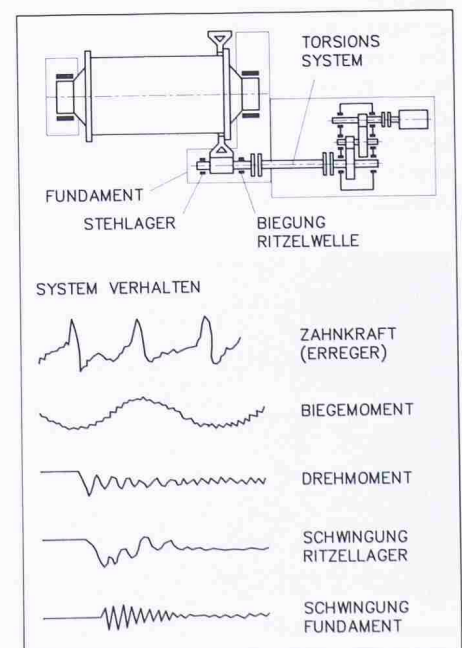 TORSIONS
SYSTEM
FUNDAMENT
STEHLAGER
BIEGUNG
RITZELWELLE
SYSTEM VERHALTEN
ZAHNKRAFT
(ERREGER)
BIEGEMOMENT
DREHMOMENT
SCHWINGUNG
RITZELLAGER
SCHWINGUNG
FUNDAMENT